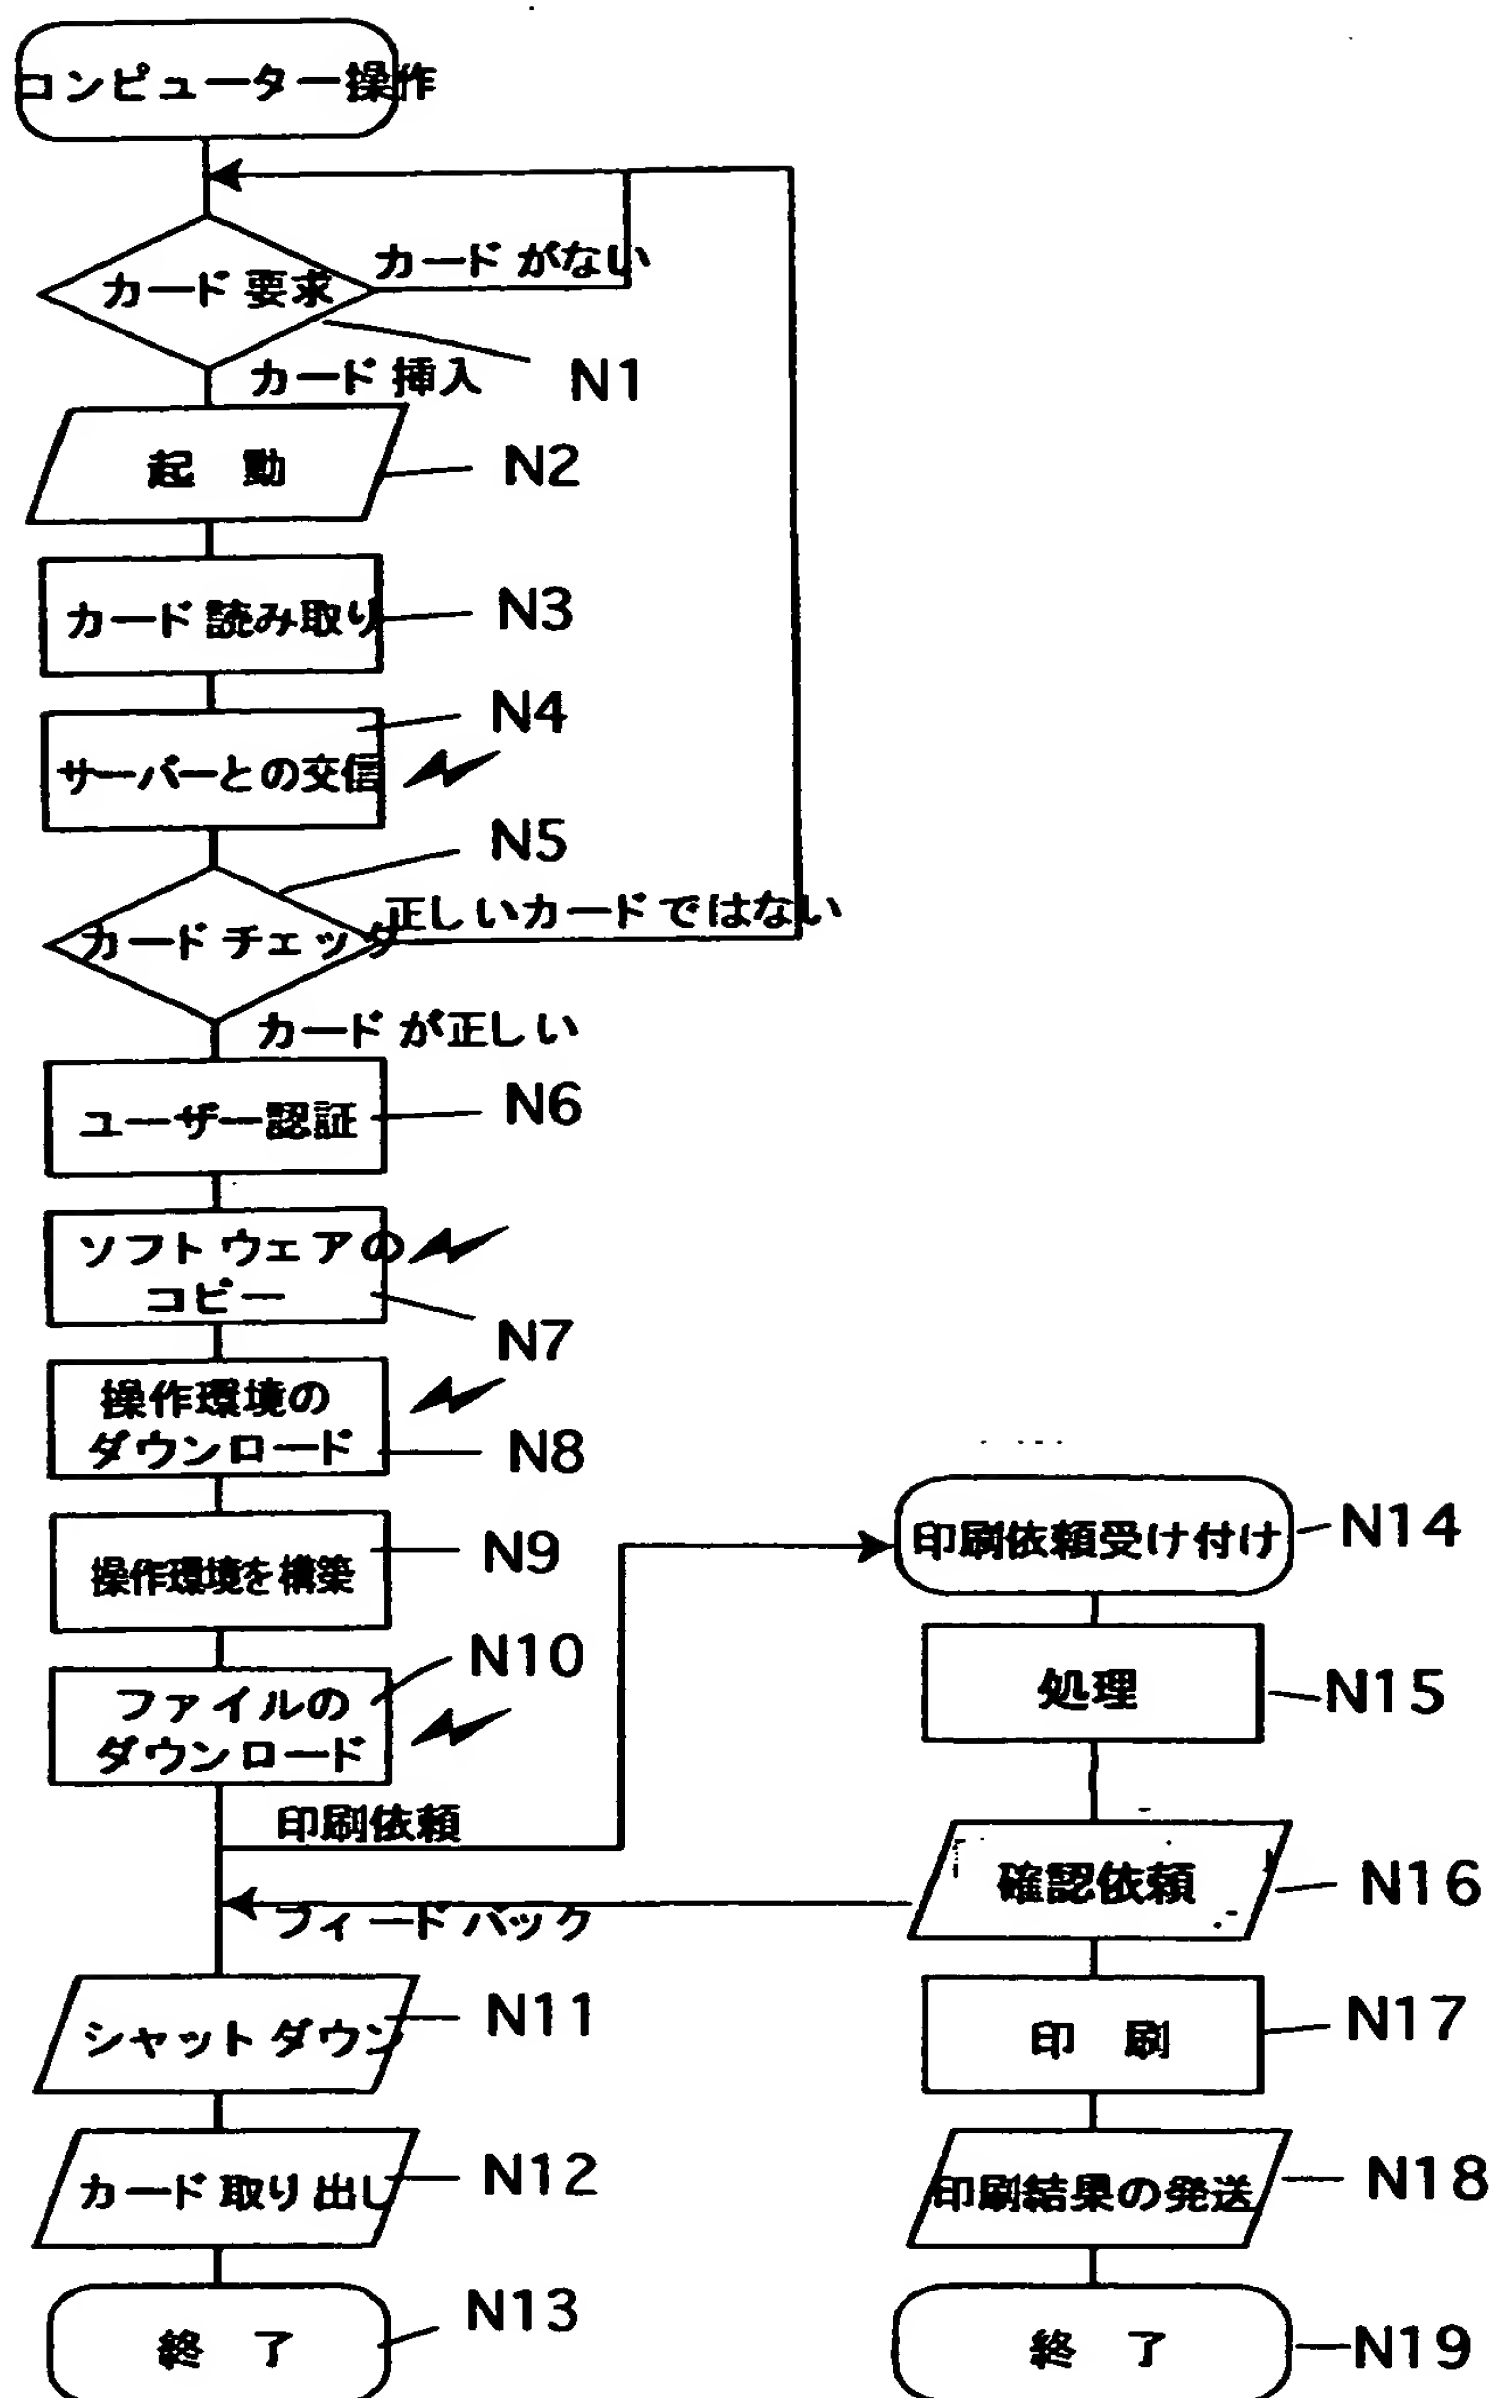 コンピューター操作
カードがない
カード要求
カード挿入
N1
起 動
N2
カード読み取り
N3
N4
サーバーとの交信
N5
正しいカードではない
カードチェック
カードが正しい
ユーザー認証
N6
ソフトウェアの
コピー
N7
操作環境の
ダウンロード
N8
操作環境を構築
N9
N10
ファイルの
ダウンロード
印刷依頼
フィードバック
シャットダウン
N11
カード取り出し
N12
終 了
N13
印刷依頼受け付け
N14
処理
N15
確認依頼
N16
印 刷
N17
印刷結果の発送
N18
終 了
N19